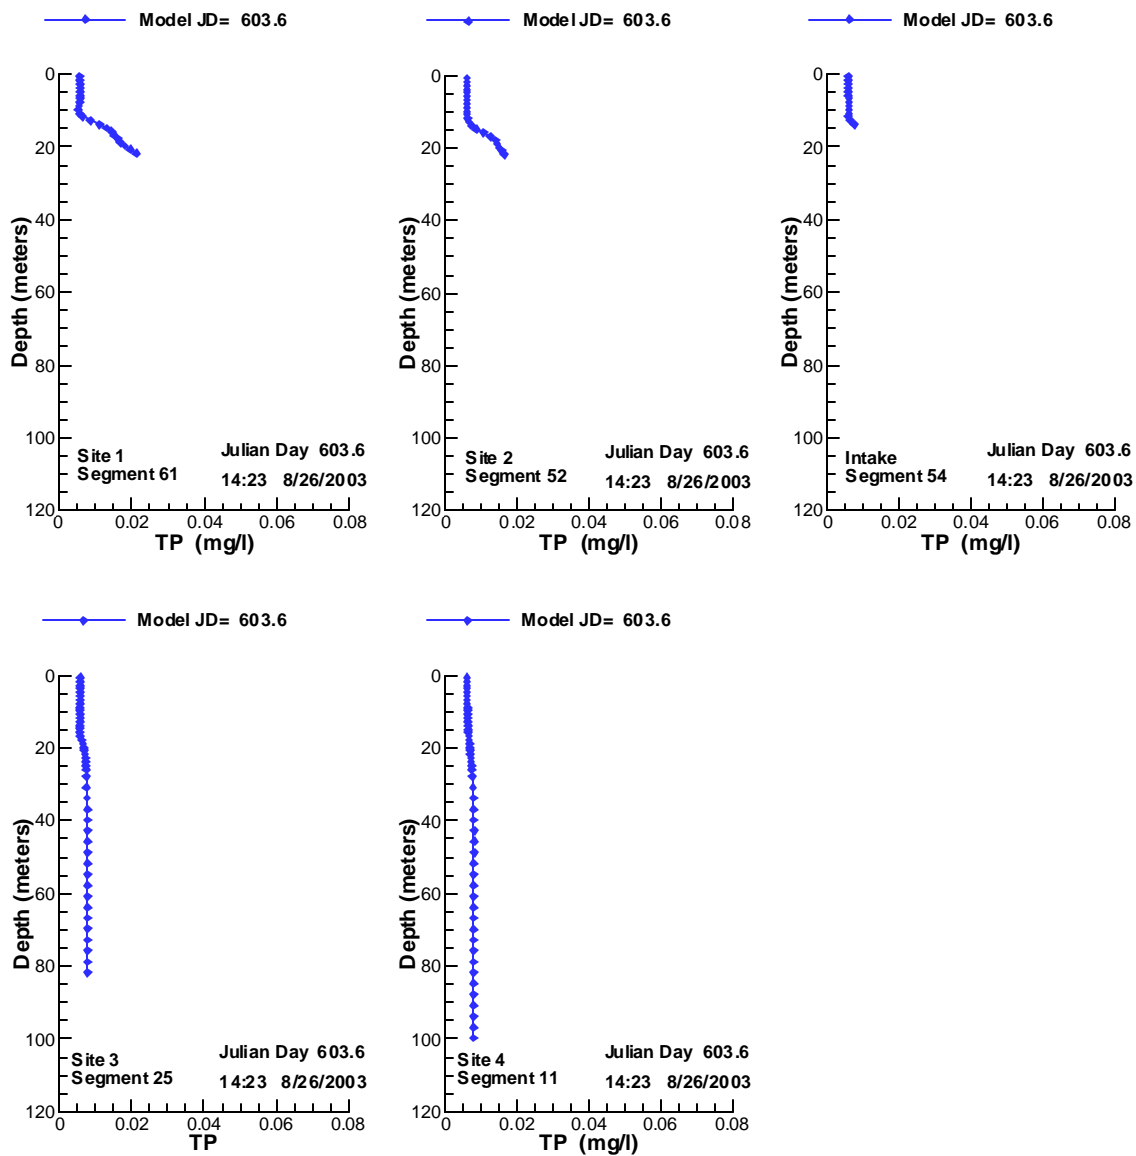 Model JD= 603.6
0
20
40
60
80
100
120
Depth (meters)
Site 1
Segment 61
Julian Day 603.6
14:23 8/26/2003
0 0.02 0.04 0.06 0.08
TP (mg/l)
Model JD= 603.6
0
20
40
60
80
100
120
Depth (meters)
Site 2
Segment 52
Julian Day 603.6
14:23 8/26/2003
0 0.02 0.04 0.06 0.08
TP (mg/l)
Model JD= 603.6
0
20
40
60
80
100
120
Depth (meters)
Intake
Segment 54
Julian Day 603.6
14:23 8/26/2003
0 0.02 0.04 0.06 0.08
TP (mg/l)
Model JD= 603.6
0
20
40
60
80
100
120
Depth (meters)
Site 3
Segment 25
Julian Day 603.6
14:23 8/26/2003
0 0.02 0.04 0.06 0.08
TP
Model JD= 603.6
0
20
40
60
80
100
120
Depth (meters)
Site 4
Segment 11
Julian Day 603.6
14:23 8/26/2003
0 0.02 0.04 0.06 0.08
TP (mg/l)